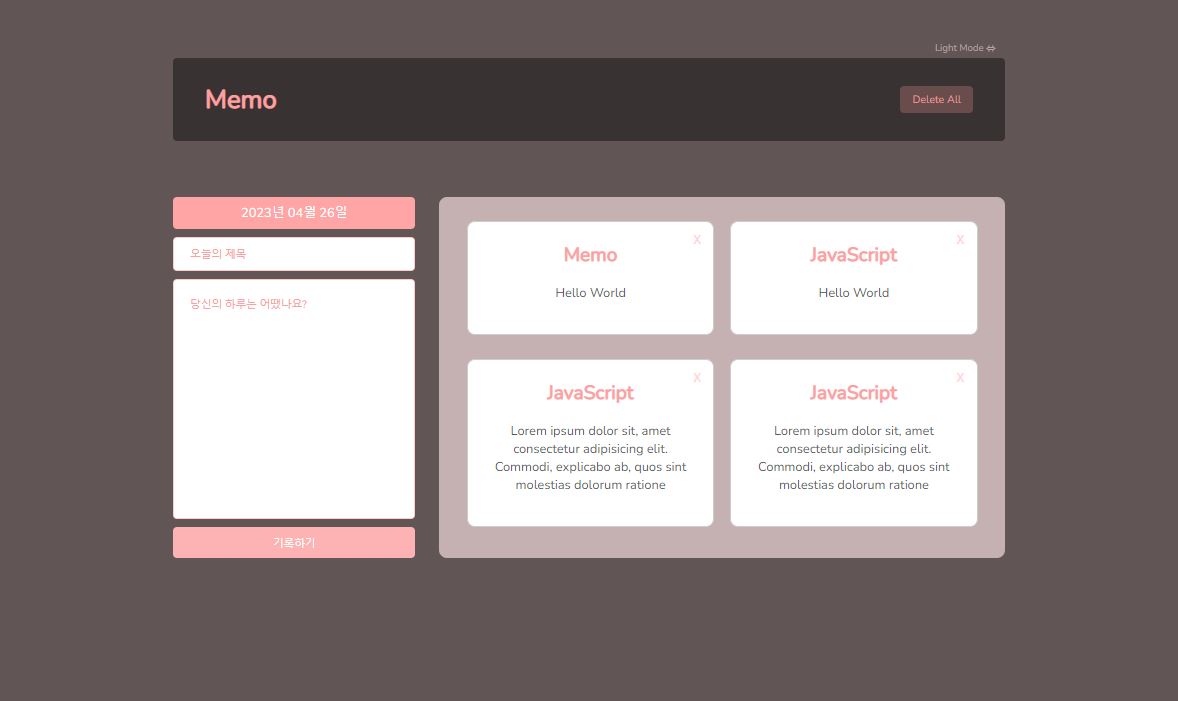 Light Mode ⇔
Memo
Delete All
2023년 04월 26일
오늘의 제목
당신의 하루는 어땠나요?
기록하기
X
Memo
Hello World
X
JavaScript
Hello World
X
JavaScript
Lorem ipsum dolor sit, amet
consectetur adipisicing elit.
Commodi, explicabo ab, quos sint
molestias dolorum ratione
X
JavaScript
Lorem ipsum dolor sit, amet
consectetur adipisicing elit.
Commodi, explicabo ab, quos sint
molestias dolorum ratione